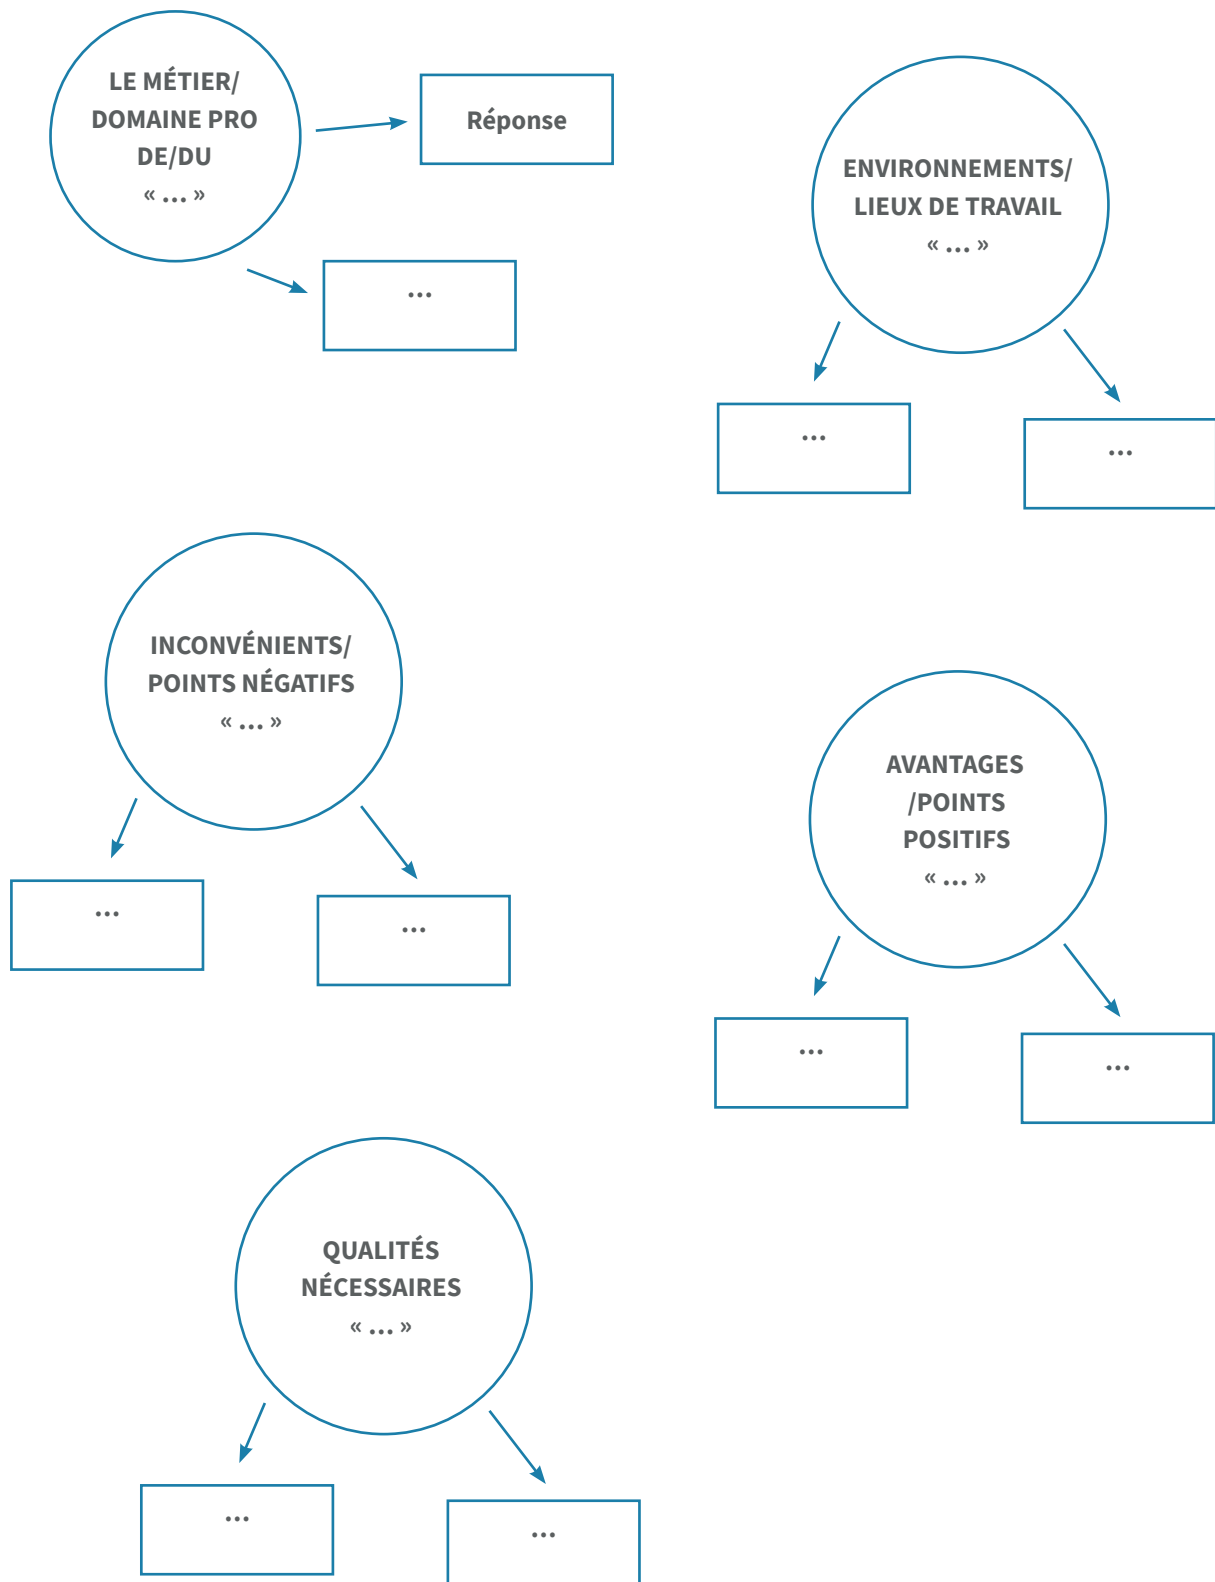 LE MÉTIER/
DOMAINE PRO
DE/DU
« ... »
Réponse
...
ENVIRONNEMENTS/
LIEUX DE TRAVAIL
« ... »
...
...
INCONVÉNIENTS/
POINTS NÉGATIFS
« ... »
...
...
AVANTAGES
/POINTS
POSITIFS
« ... »
...
...
QUALITÉS
NÉCESSAIRES
« ... »
...
...